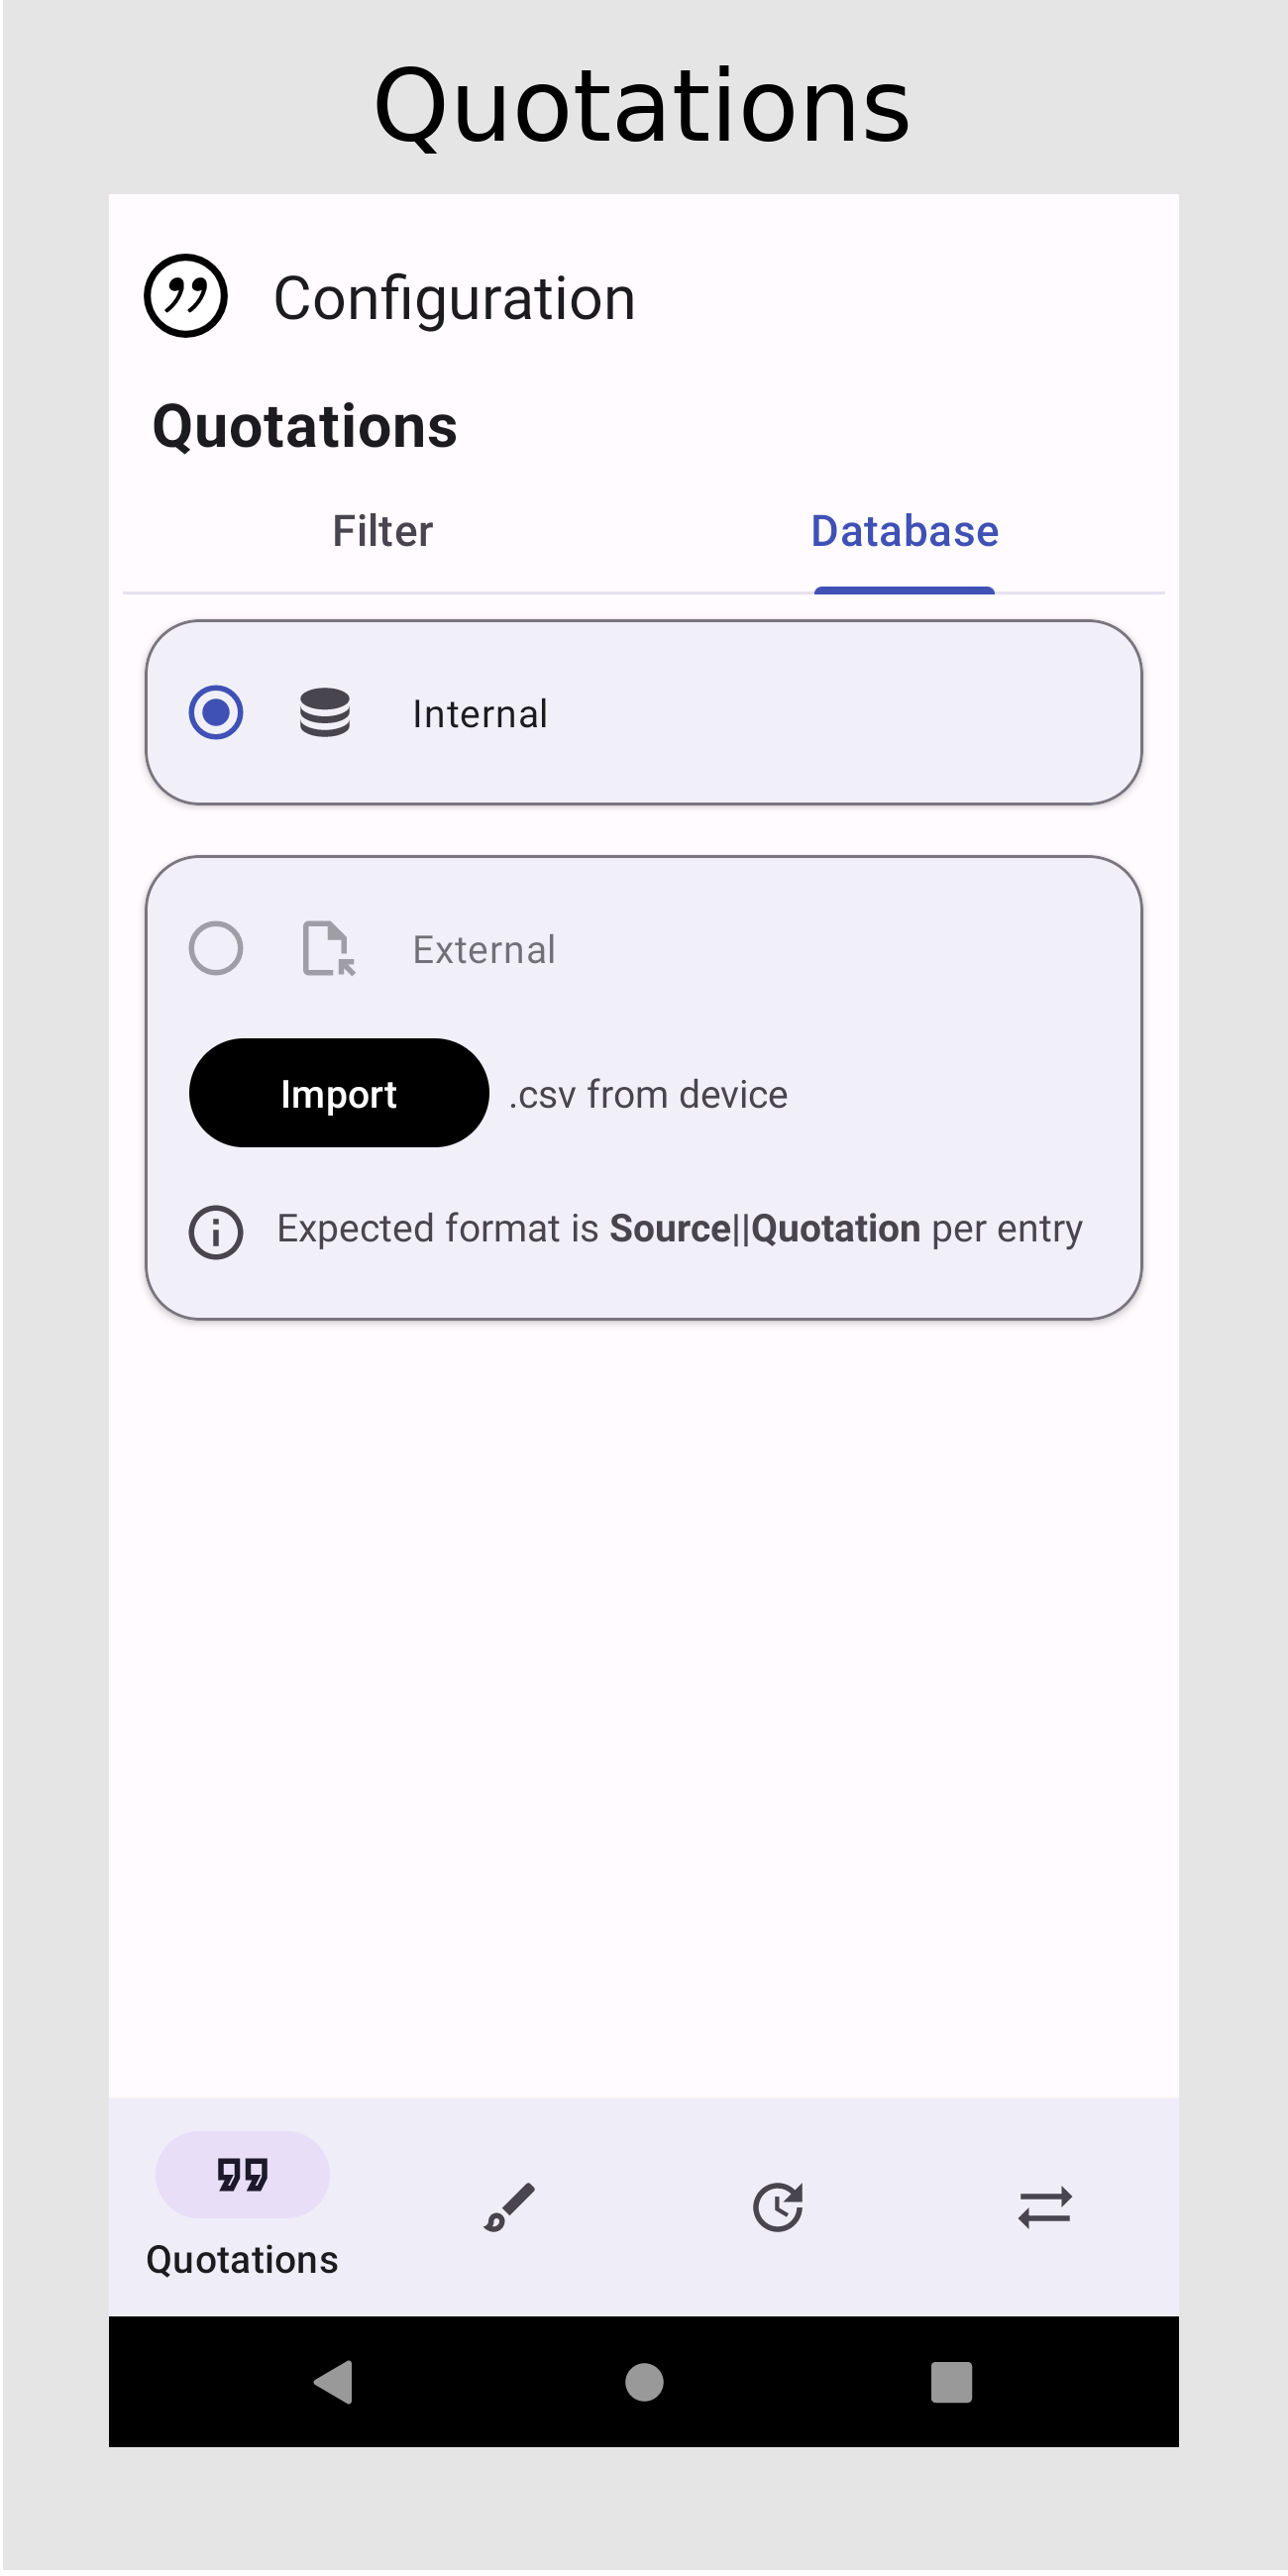 Quotations
Configuration
Quotations
Filter
Database
Internal
External
Import
.csv from device
Expected format is Source||Quotation per entry
Quotations